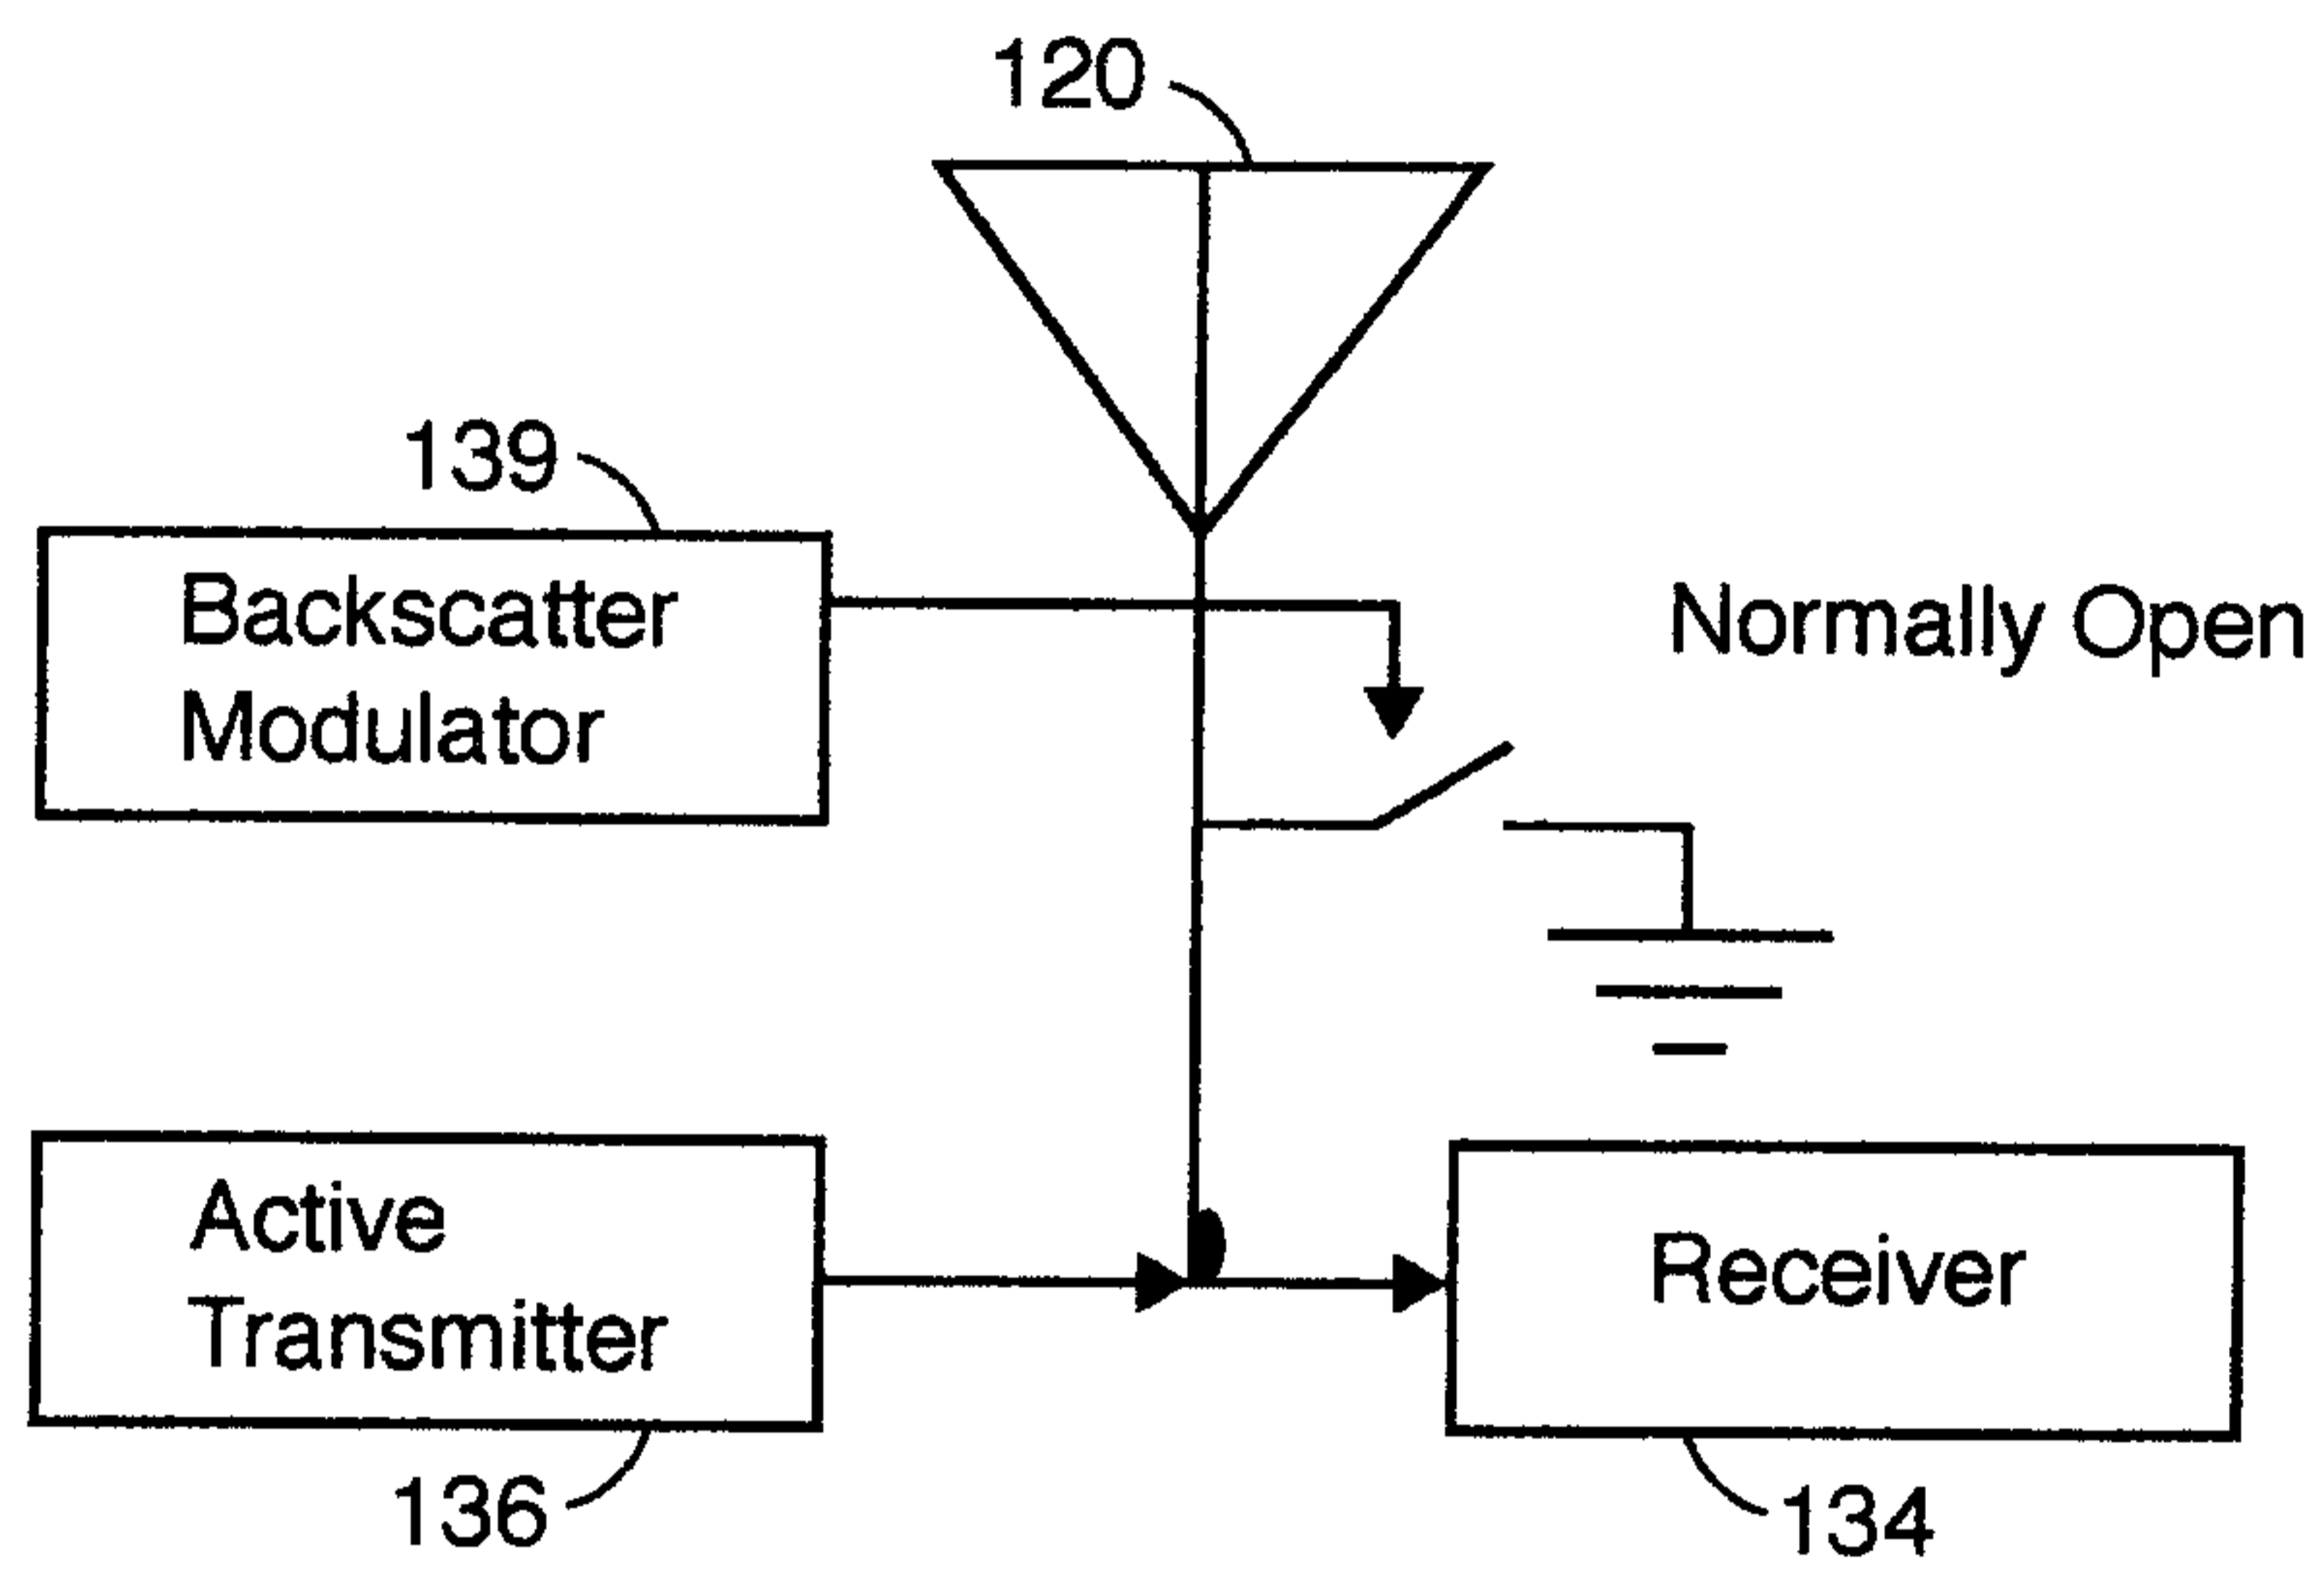 120
139
Backscatter
Modulator
Normally Open
Active
Transmitter
Receiver
136
134